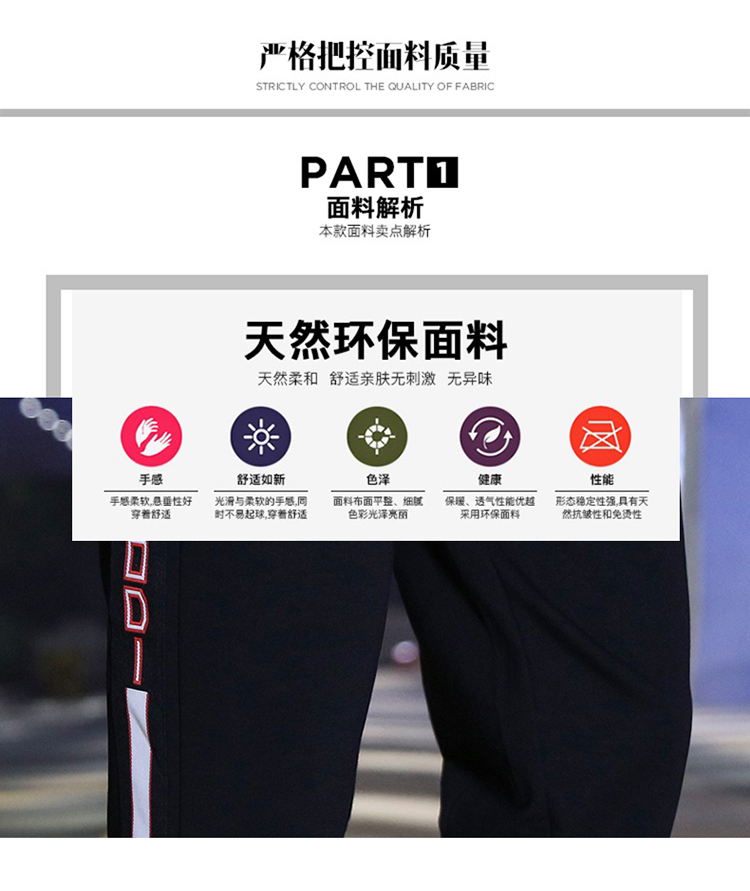 严格把控面料质量
STRICTLY CONTROL THE QUALITY OF FABRIC
PART 1
面料解析
本款面料卖点解析
天然环保面料
天然柔和 舒适亲肤无刺激 无异味
手感
手感柔软,悬垂性好
穿着舒适
舒适如新
光滑与柔软的手感,同
时不易起球,穿着舒适
色泽
面料布面平整、细腻
色彩光泽亮丽
健康
保暖、透气性能优越
采用环保面料
性能
形态稳定性强,具有天
然抗皱性和免烫性
DDI